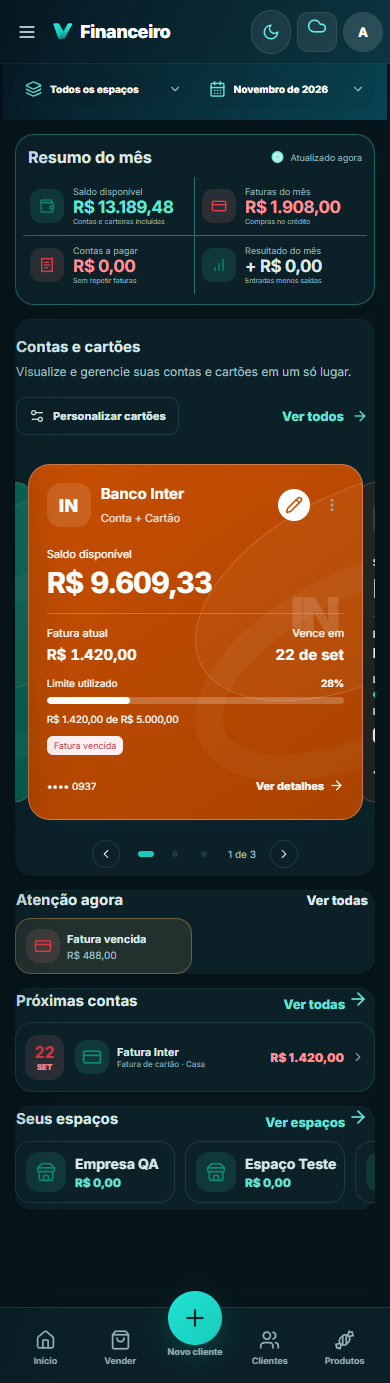 Financeiro
A
Todos os espaços
Novembro de 2026
Resumo do mês
Atualizado agora
Saldo disponível
R$ 13.189,48
Contas e carteiras incluídas
Faturas do mês
R$ 1.908,00
Compras no crédito
Contas a pagar
R$ 0,00
Sem repetir faturas
Resultado do mês
+ R$ 0,00
Entradas menos saídas
Contas e cartões
Visualize e gerencie suas contas e cartões em um só lugar.
Personalizar cartões
Ver todos
IN
Banco Inter
Conta + Cartão
Saldo disponível
R$ 9.609,33
IN
Fatura atual
Vence em
R$ 1.420,00
22 de set
Limite utilizado
28%
R$ 1.420,00 de R$ 5.000,00
Fatura vencida
•••• 0937
Ver detalhes
1 de 3
Atenção agora
Ver todas
Fatura vencida
R$ 488,00
Próximas contas
Ver todas
22
SET
Fatura Inter
Fatura de cartão · Casa
R$ 1.420,00
Seus espaços
Ver espaços
Empresa QA
R$ 0,00
Espaço Teste
R$ 0,00
Início
Vender
Novo cliente
Clientes
Produtos